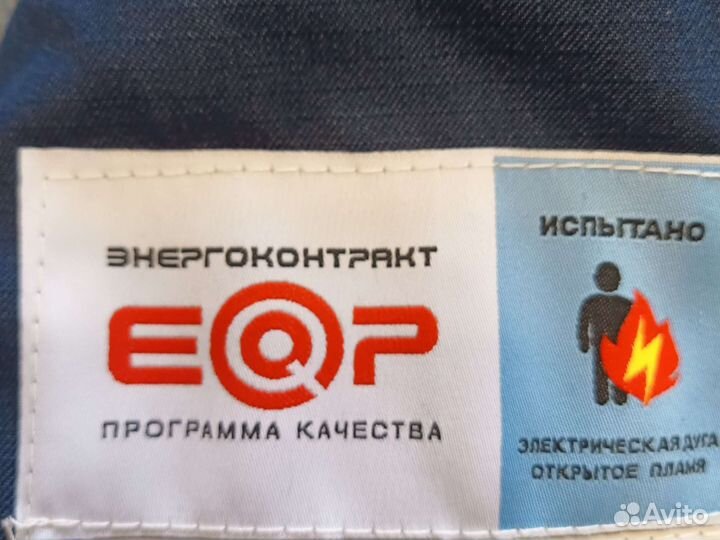 ЭНЕРГОКОНТРАКТ
EQP
ПРОГРАММА КАЧЕСТВА
ИСПЫТАНО
ЭЛЕКТРИЧЕСКАЯ ДУГА
ОТКРЫТОЕ ПЛАМЯ
Avito